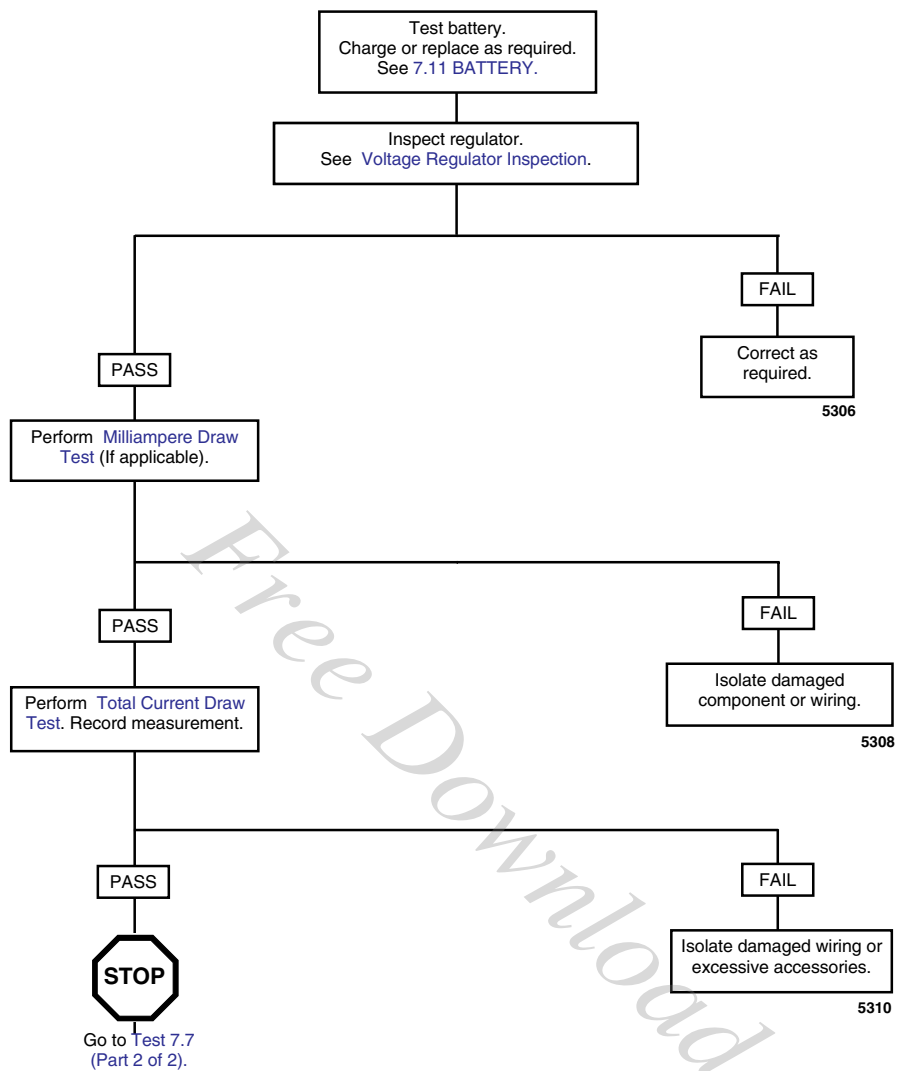 Test battery.
Charge or replace as required.
See 7.11 BATTERY.
Inspect regulator.
See Voltage Regulator Inspection.
FAIL
Correct as
required.
5306
PASS
Perform Milliampere Draw
Test (If applicable).
PASS
FAIL
Isolate damaged
component or wiring.
5308
Perform Total Current Draw
Test. Record measurement.
PASS
FAIL
Isolate damaged wiring or
excessive accessories.
5310
STOP
Go to Test 7.7
(Part 2 of 2).
Free Download